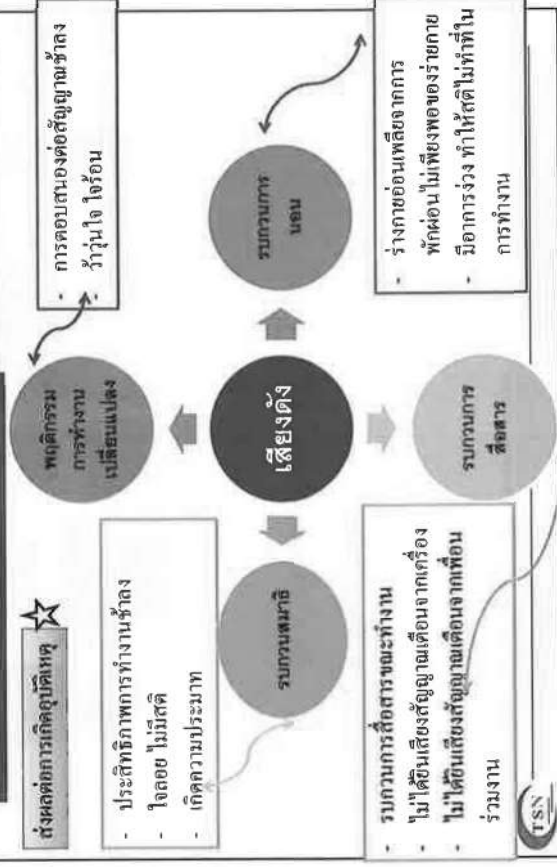 ส่งผลต่อการเกิดอุบัติเหตุ
พฤติกรรม
การทำงาน
เปลี่ยนแปลง
- การตอบสนองต่อสัญญาณช้าลง
- ว้าวุ่นใจ ใจร้อน
- ประสิทธิภาพการทำงานช้าลง
- ใจลอย ไม่มีสติ
- เกิดความประมาท
รบกวนสมาธิ
เสียงดัง
รบกวนการ
นอน
- ร่างกายอ่อนเพลียจากการ
พักผ่อนไม่เพียงพอของร่ายกาย
- มีอาการง่วง ทำให้สติไม่ทำที่ใน
การทำงาน
- รบกวนการสื่อสารขณะทำงาน
- ไม่ได้ยินเสียงสัญญาณเตือนจากเครื่อง
- ไม่ได้ยินเสียงสัญญาณเตือนจากเพื่อน
ร่วมงาน
รบกวนการ
สื่อสาร
TSN